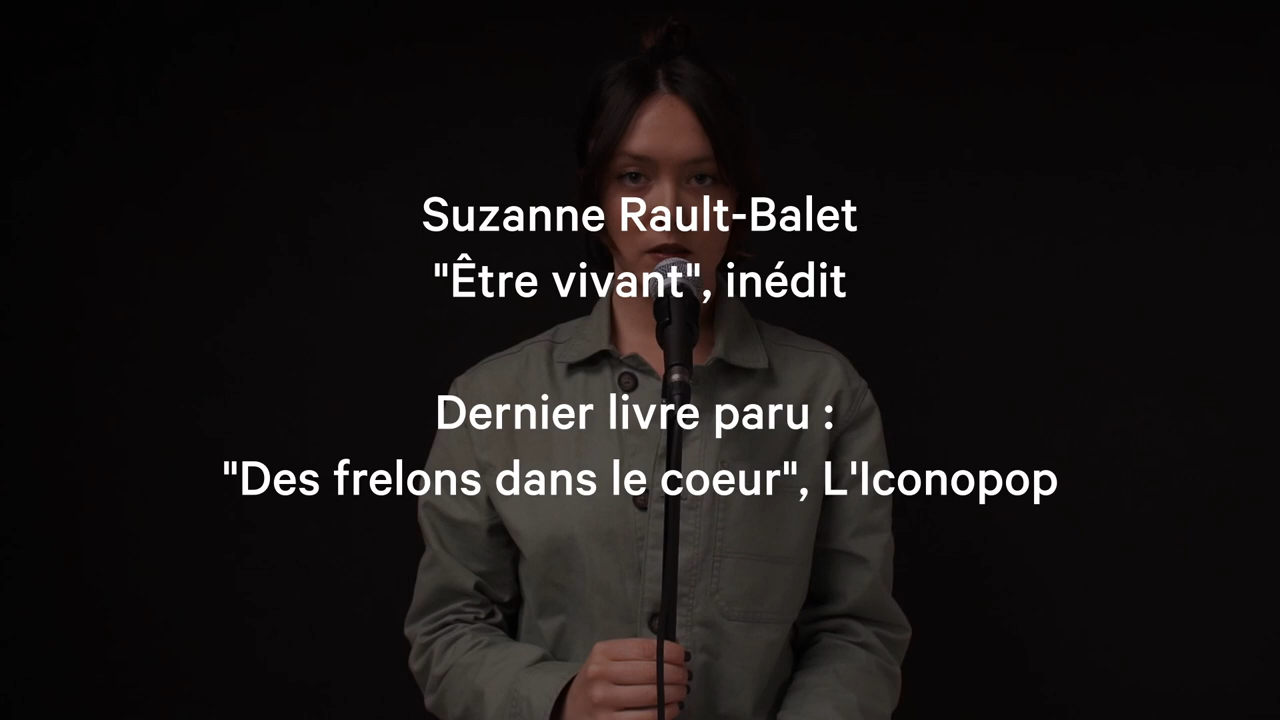 Suzanne Rault-Balet
"Être vivant", inédit
Dernier livre paru :
"Des frelons dans le coeur", L'Iconopop